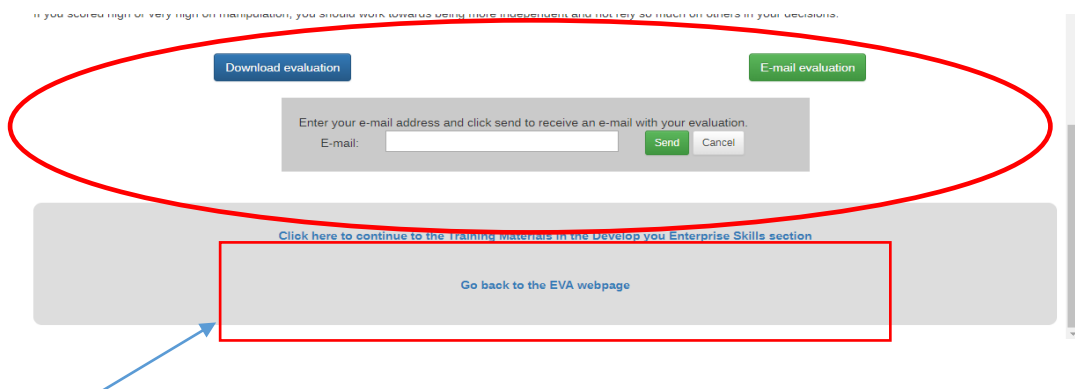 If you scored high or very high on manipulation, you should work towards being more independent and not rely so much on others in your decisions.
Download evaluation
E-mail evaluation
Enter your e-mail address and click send to receive an e-mail with your evaluation.
E-mail:
Send
Cancel
Click here to continue to the Training Materials in the Develop you Enterprise Skills section
Go back to the EVA webpage